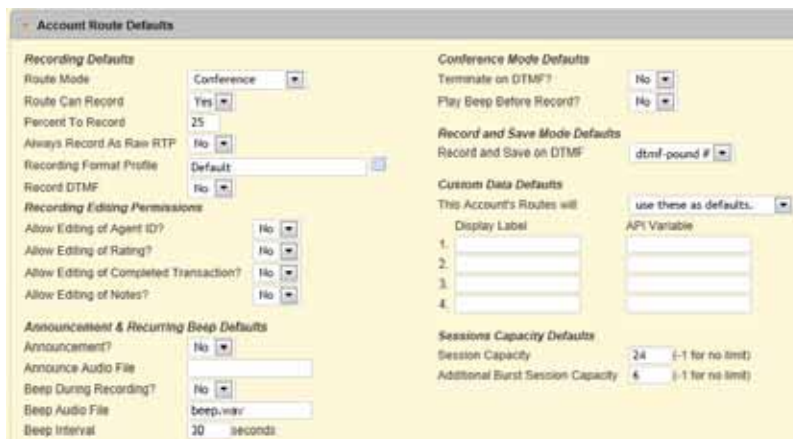 Account Route Defaults
Recording Defaults
Route Mode Conference
Route Can Record Yes
Percent To Record 25
Always Record As Raw RTP No
Recording Format Profile Default
Record DTMF No
Recording Editing Permissions
Allow Editing of Agent ID? No
Allow Editing of Rating? No
Allow Editing of Completed Transaction? No
Allow Editing of Notes? No
Announcement & Recurring Beep Defaults
Announcement? No
Announce Audio File
Beep During Recording? No
Beep Audio File beep.wav
Beep Interval 30 seconds
Conference Mode Defaults
Terminate on DTMF? No
Play Beep Before Record? No
Record and Save Mode Defaults
Record and Save on DTMF dtmf-pound #
Custom Data Defaults
This Account's Routes will use these as defaults.
Display Label API Variable
1.
2.
3.
4.
Sessions Capacity Defaults
Session Capacity 24 (-1 for no limit)
Additional Burst Session Capacity 6 (-1 for no limit)